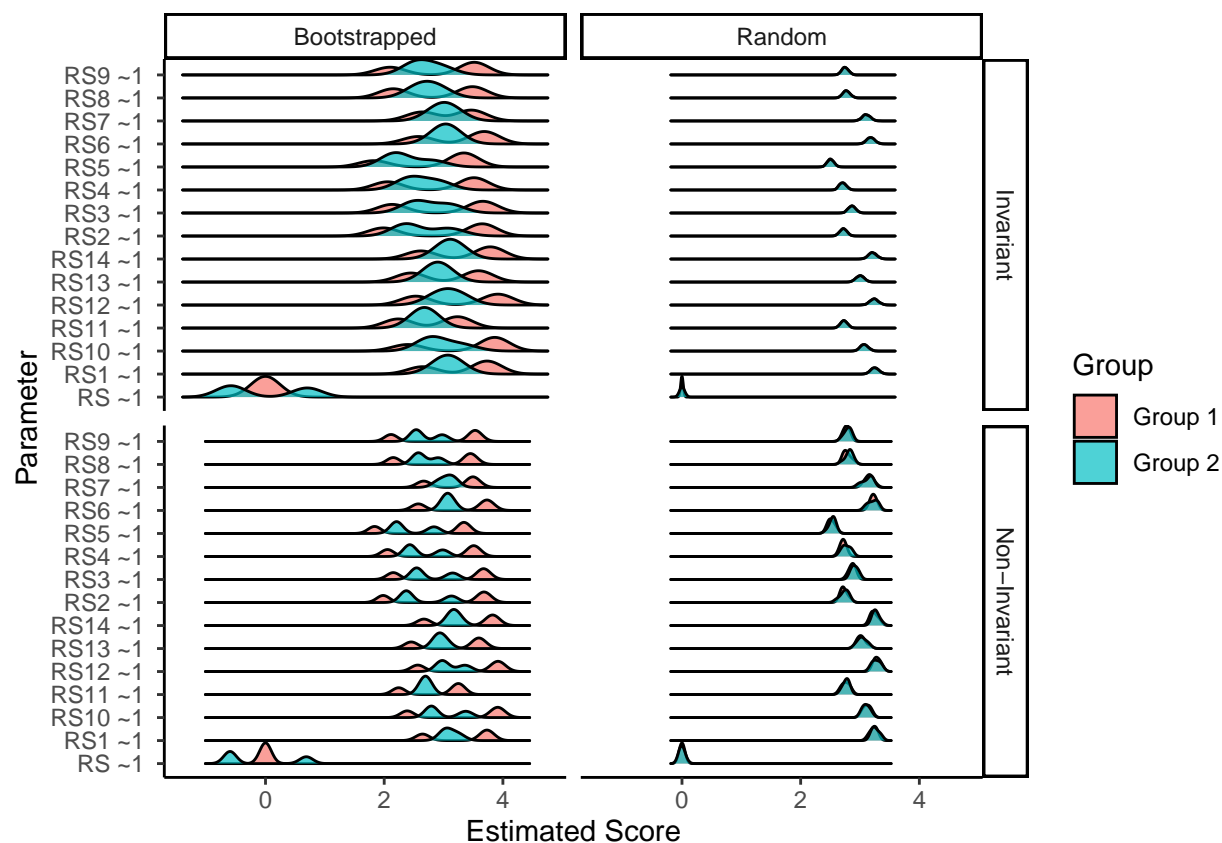 Bootstrapped
Random
RS9 ~1
RS8 ~1
RS7 ~1
RS6 ~1
RS5 ~1
RS4 ~1
RS3 ~1
RS2 ~1
RS14 ~1
RS13 ~1
RS12 ~1
RS11 ~1
RS10 ~1
RS1 ~1
RS ~1
Invariant
RS9 ~1
RS8 ~1
RS7 ~1
RS6 ~1
RS5 ~1
RS4 ~1
RS3 ~1
RS2 ~1
RS14 ~1
RS13 ~1
RS12 ~1
RS11 ~1
RS10 ~1
RS1 ~1
RS ~1
Non−Invariant
0 2 4
0 2 4
Estimated Score
Parameter
Group
Group 1
Group 2